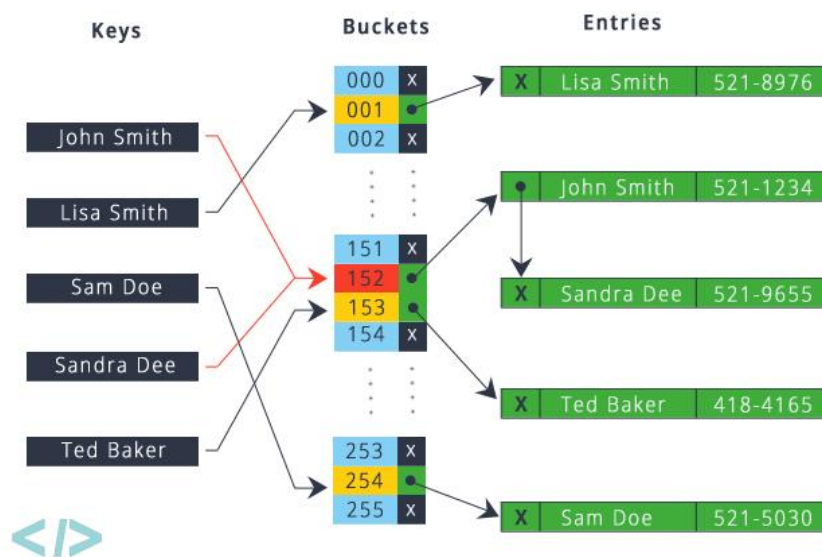 Keys
Buckets
Entries
John Smith
Lisa Smith
Sam Doe
Sandra Dee
Ted Baker
000 X
001
002 X
151 X
152
153
154 X
253 X
254
255 X
X Lisa Smith 521-8976
John Smith 521-1234
X Sandra Dee 521-9655
X Ted Baker 418-4165
X Sam Doe 521-5030
</>